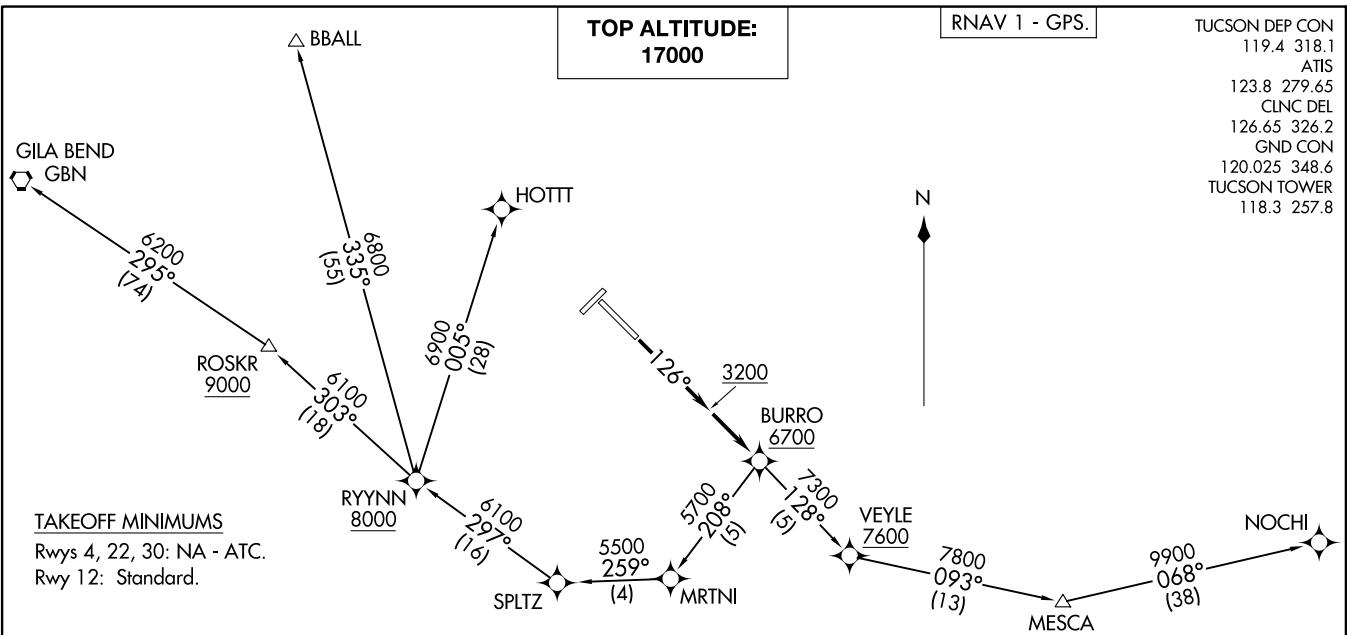 TOP ALTITUDE:
17000
RNAV 1 - GPS.
TUCSON DEP CON
119.4 318.1
ATIS
123.8 279.65
CLNC DEL
126.65 326.2
GND CON
120.025 348.6
TUCSON TOWER
118.3 257.8
BBALL
GILA BEND
GBN
HOTTT
N
6200
295°
(74)
6800
335°
(55)
6900
005°
(28)
ROSKR
9000
6100
303°
(18)
126°
3200
BURRO
6700
RYYNN
8000
6100
297°
(16)
5700
208°
(5)
7300
128°
(5)
VEYLE
7600
NOCHI
5500
259°
(4)
SPLTZ
MRTNI
7800
093°
(13)
9900
068°
(38)
MESCA
TAKEOFF MINIMUMS
Rwys 4, 22, 30: NA - ATC.
Rwy 12: Standard.